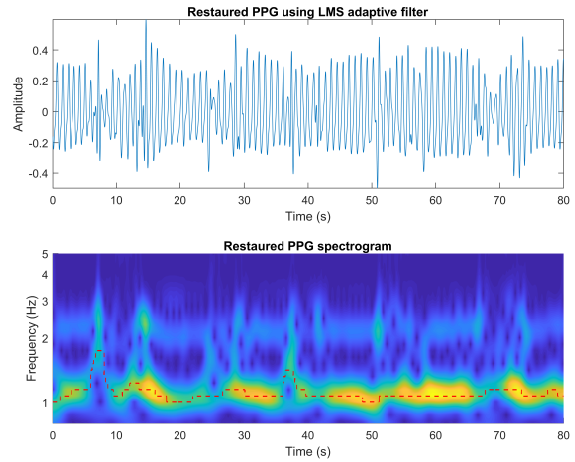 Restaured PPG using LMS adaptive filter
0.4
0.2
0
-0.2
-0.4
Amplitude
0 10 20 30 40 50 60 70 80
Time (s)
Restaured PPG spectrogram
5
4
3
2
1
Frequency (Hz)
0 10 20 30 40 50 60 70 80
Time (s)